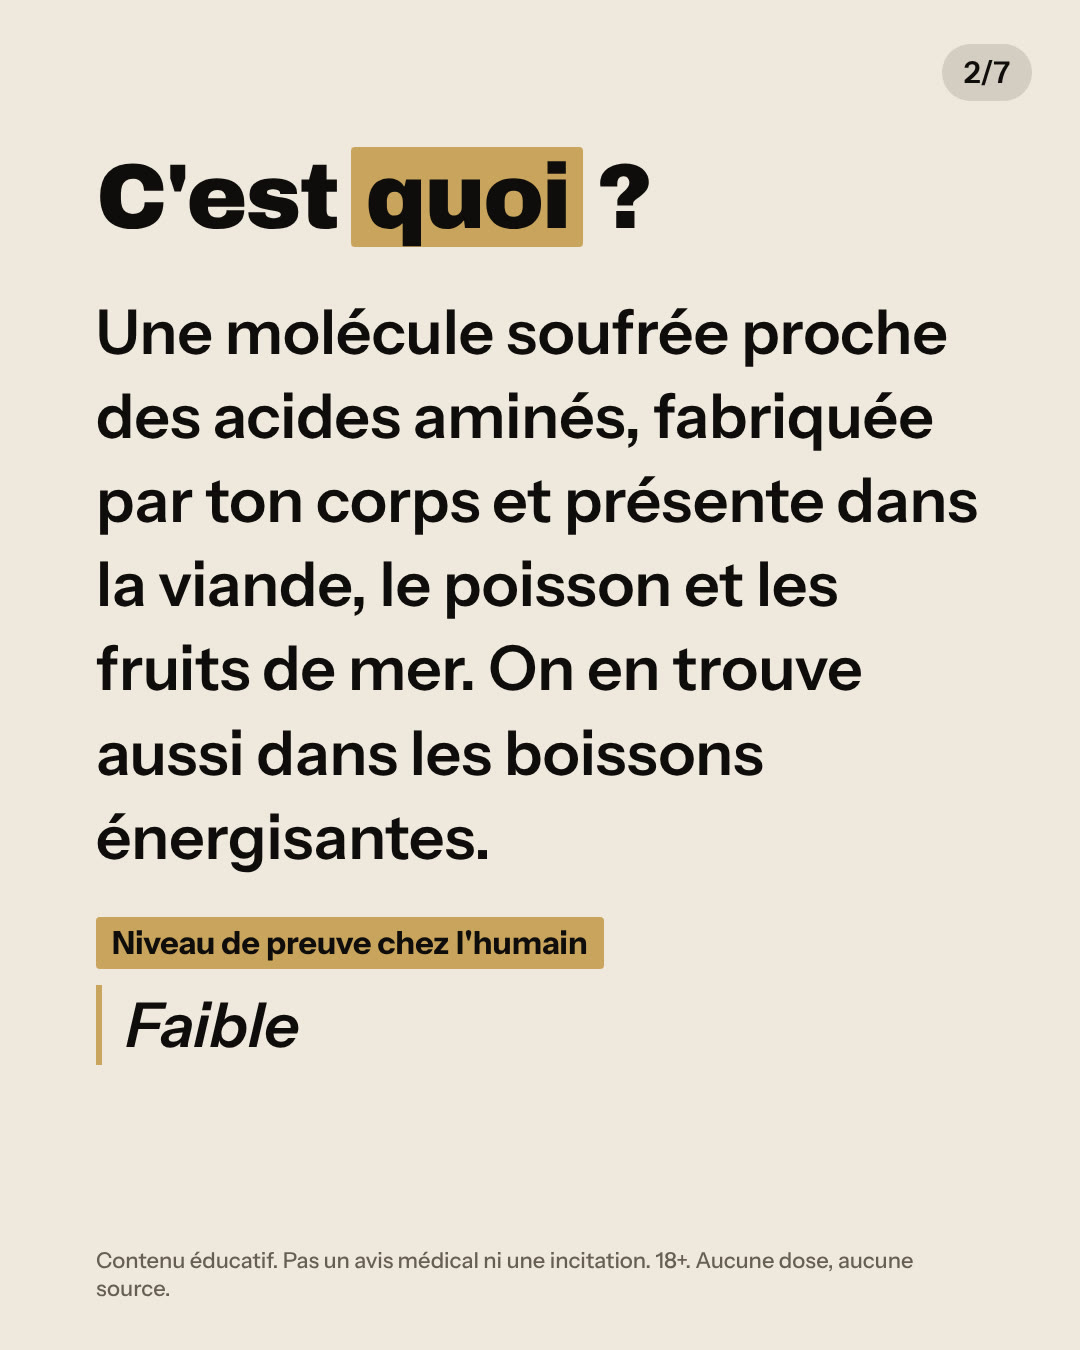 2/7
C'est quoi ?
Une molécule soufrée proche
des acides aminés, fabriquée
par ton corps et présente dans
la viande, le poisson et les
fruits de mer. On en trouve
aussi dans les boissons
énergisantes.
Niveau de preuve chez l'humain
Faible
Contenu éducatif. Pas un avis médical ni une incitation. 18+. Aucune dose, aucune
source.